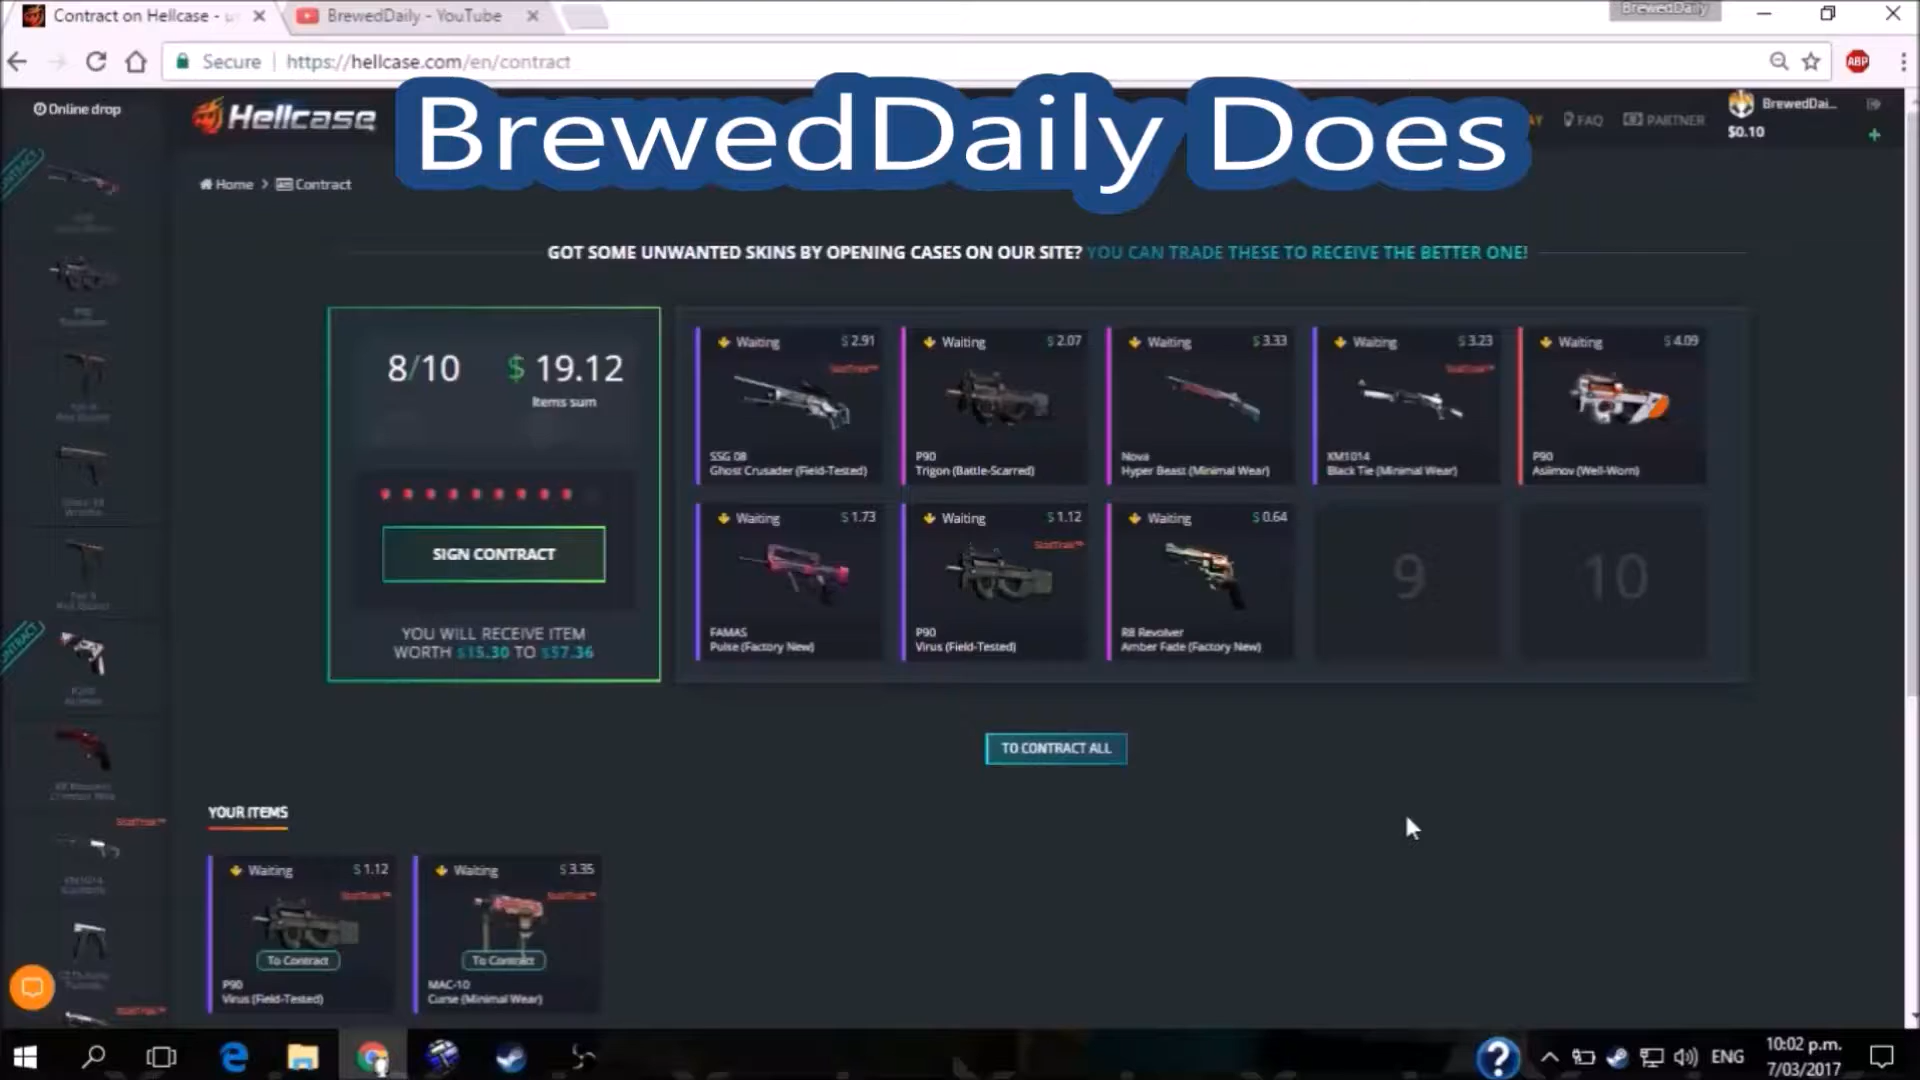 Contract on Hellcase - u
BrewedDaily - YouTube
BrewedDaily
Secure
https://hellcase.com/en/contract
ABP
BrewedDaily Does
Online drop
Hellcase
AY
FAQ
PARTNER
BrewedDai...
$0.10
Home > Contract
GOT SOME UNWANTED SKINS BY OPENING CASES ON OUR SITE? YOU CAN TRADE THESE TO RECEIVE THE BETTER ONE!
8/10
$ 19.12
Items sum
SIGN CONTRACT
YOU WILL RECEIVE ITEM
WORTH $15.30 TO $57.36
Waiting $ 2.91
StatTrak™
SSG 08
Ghost Crusader (Field-Tested)
Waiting $ 2.07
P90
Trigon (Battle-Scarred)
Waiting $ 3.33
Nova
Hyper Beast (Minimal Wear)
Waiting $ 3.23
StatTrak™
XM1014
Black Tie (Minimal Wear)
Waiting $ 4.09
P90
Asiimov (Well-Worn)
Waiting $ 1.73
FAMAS
Pulse (Factory New)
Waiting $ 1.12
StatTrak™
P90
Virus (Field-Tested)
Waiting $ 0.64
R8 Revolver
Amber Fade (Factory New)
9
10
TO CONTRACT ALL
YOUR ITEMS
Waiting $ 1.12
StatTrak™
To Contract
P90
Virus (Field-Tested)
Waiting $ 3.35
StatTrak™
To Contract
MAC-10
Curse (Minimal Wear)
ENG
10:02 p.m.
7/03/2017